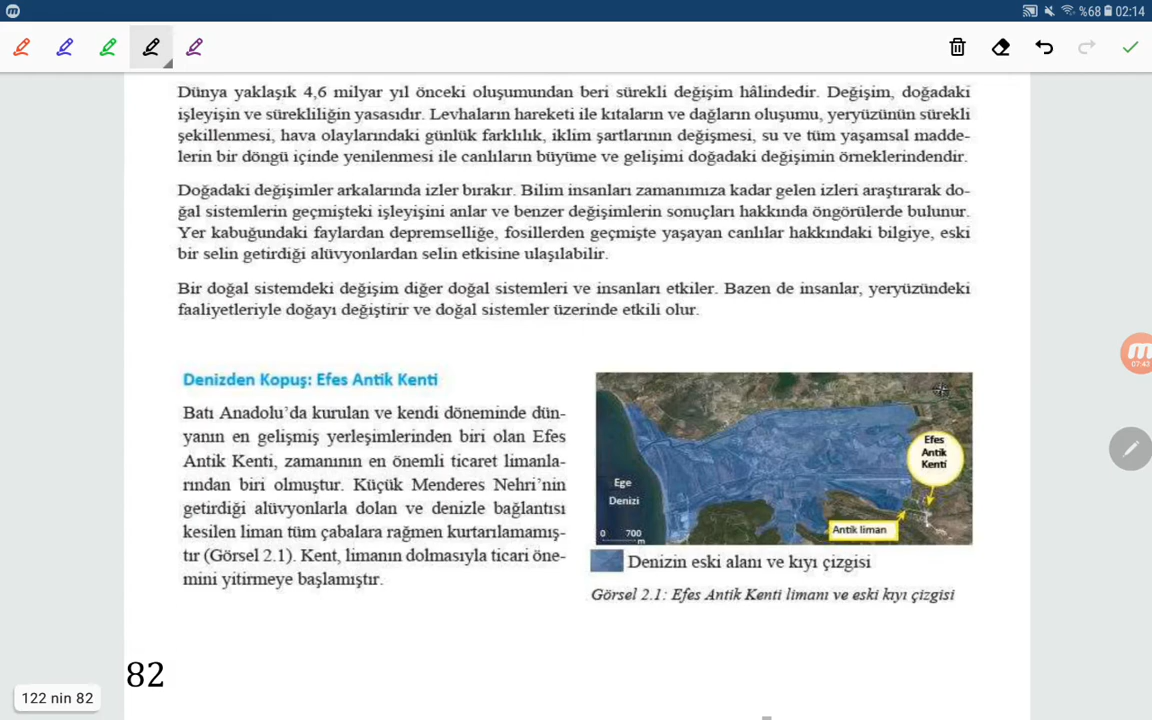 %68 02:14
Dünya yaklaşık 4,6 milyar yıl önceki oluşumundan beri sürekli değişim hâlindedir. Değişim, doğadaki
işleyişin ve sürekliliğin yasasıdır. Levhaların hareketi ile kıtaların ve dağların oluşumu, yeryüzünün sürekli
şekillenmesi, hava olaylarındaki günlük farklılık, iklim şartlarının değişmesi, su ve tüm yaşamsal madde-
lerin bir döngü içinde yenilenmesi ile canlıların büyüme ve gelişimi doğadaki değişimin örneklerindendir.
Doğadaki değişimler arkalarında izler bırakır. Bilim insanları zamanımıza kadar gelen izleri araştırarak do-
ğal sistemlerin geçmişteki işleyişini anlar ve benzer değişimlerin sonuçları hakkında öngörülerde bulunur.
Yer kabuğundaki faylardan depremselliğe, fosillerden geçmişte yaşayan canlılar hakkındaki bilgiye, eski
bir selin getirdiği alüvyonlardan selin etkisine ulaşılabilir.
Bir doğal sistemdeki değişim diğer doğal sistemleri ve insanları etkiler. Bazen de insanlar, yeryüzündeki
faaliyetleriyle doğayı değiştirir ve doğal sistemler üzerinde etkili olur.
Denizden Kopuş: Efes Antik Kenti
Batı Anadolu'da kurulan ve kendi döneminde dün-
yanın en gelişmiş yerleşimlerinden biri olan Efes
Antik Kenti, zamanının en önemli ticaret limanla-
rından biri olmuştur. Küçük Menderes Nehri'nin
getirdiği alüvyonlarla dolan ve denizle bağlantısı
kesilen liman tüm çabalara rağmen kurtarılamamış-
tır (Görsel 2.1). Kent, limanın dolmasıyla ticari öne-
mini yitirmeye başlamıştır.
Efes
Antik
Kenti
Ege
Denizi
0 700
m
Antik liman
Denizin eski alanı ve kıyı çizgisi
Görsel 2.1: Efes Antik Kenti limanı ve eski kıyı çizgisi
07:43
82
122 nin 82